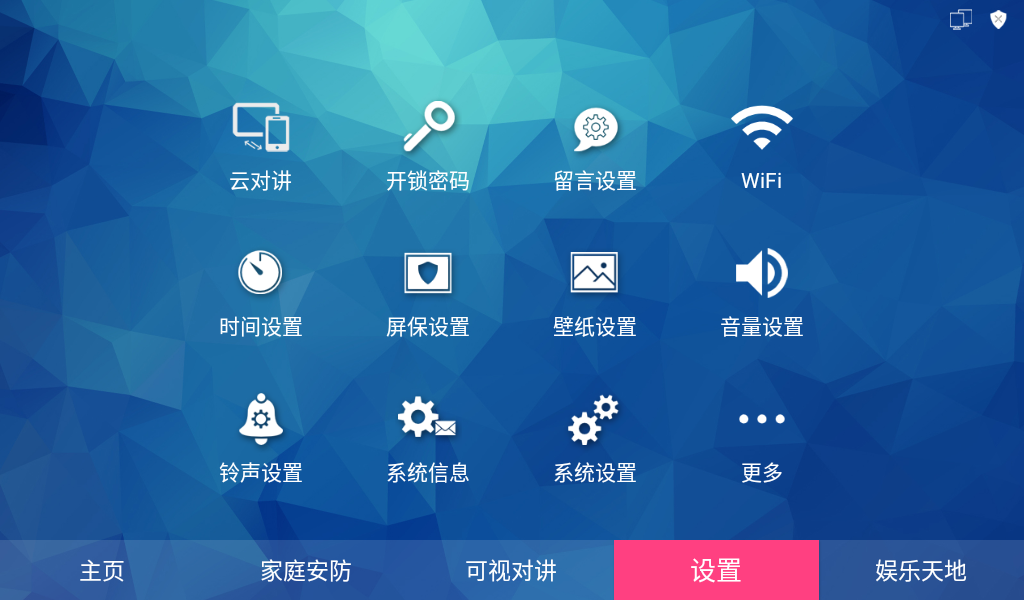 云对讲 开锁密码 留言设置 WiFi
时间设置 屏保设置 壁纸设置 音量设置
铃声设置 系统信息 系统设置 更多
主页 家庭安防 可视对讲 设置 娱乐天地